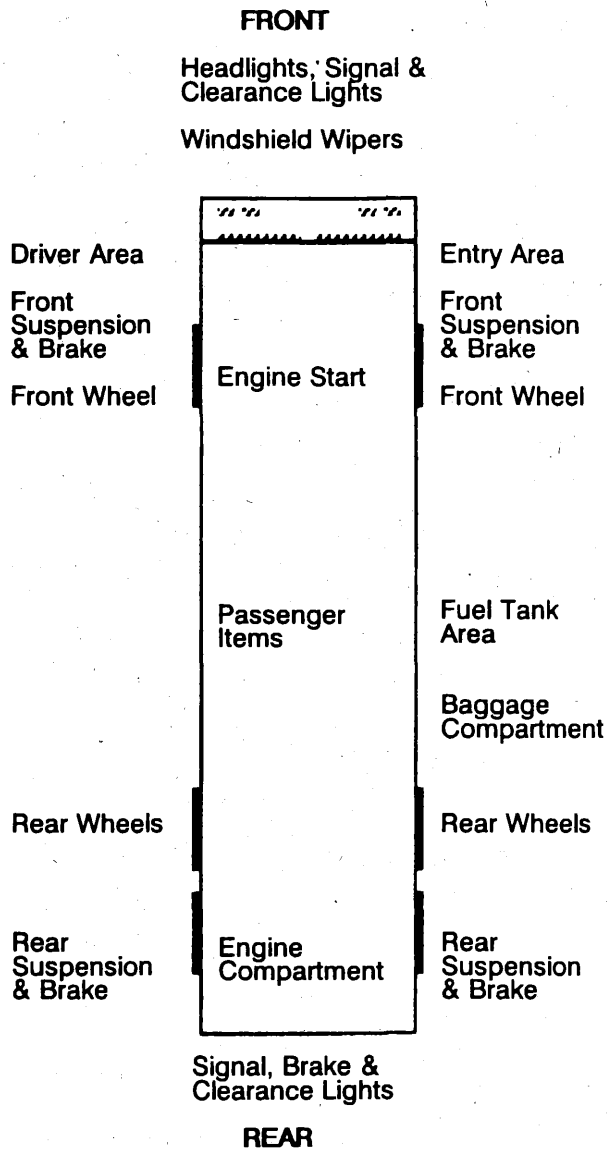 FRONT
Headlights, Signal &
Clearance Lights
Windshield Wipers
Driver Area
Entry Area
Front
Suspension
& Brake
Front
Suspension
& Brake
Engine Start
Front Wheel
Front Wheel
Passenger
Items
Fuel Tank
Area
Baggage
Compartment
Rear Wheels
Rear Wheels
Rear
Suspension
& Brake
Engine
Compartment
Rear
Suspension
& Brake
Signal, Brake &
Clearance Lights
REAR